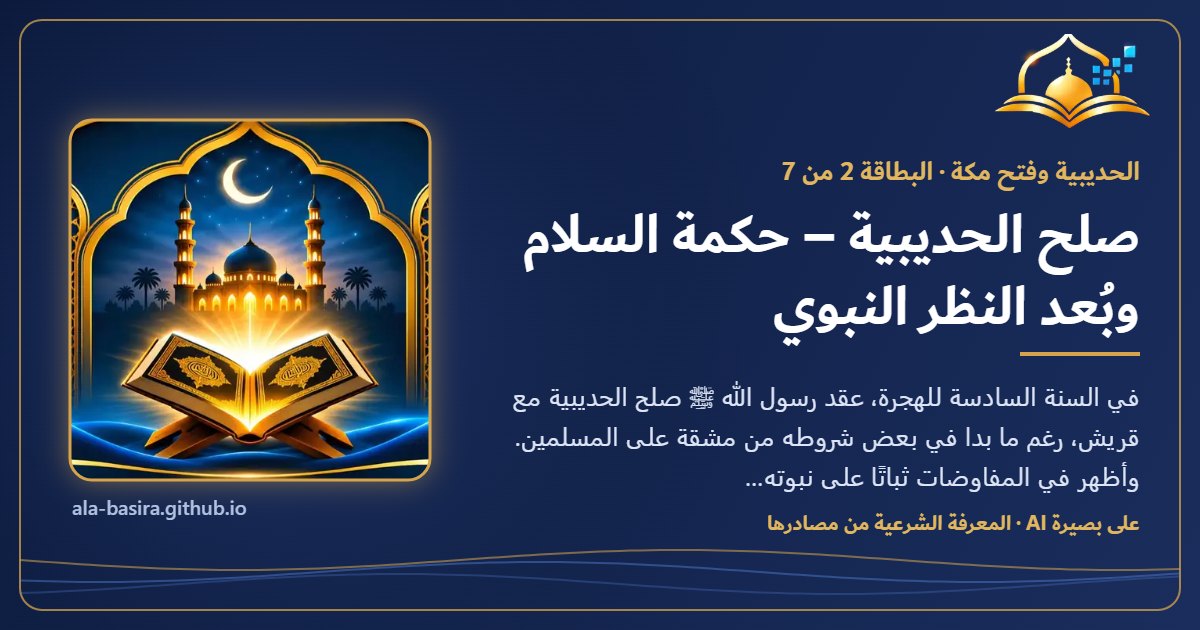 الحديبية وفتح مكة · البطاقة 2 من 7
صلح الحديبية – حكمة السلام
وبُعد النظر النبوي
في السنة السادسة للهجرة، عقد رسول الله ﷺ صلح الحديبية مع
قريش، رغم ما بدا في بعض شروطه من مشقة على المسلمين.
وأظهر في المفاوضات ثباتًا على نبوته...
على بصيرة AI · المعرفة الشرعية من مصادرها
ala-basira.github.io